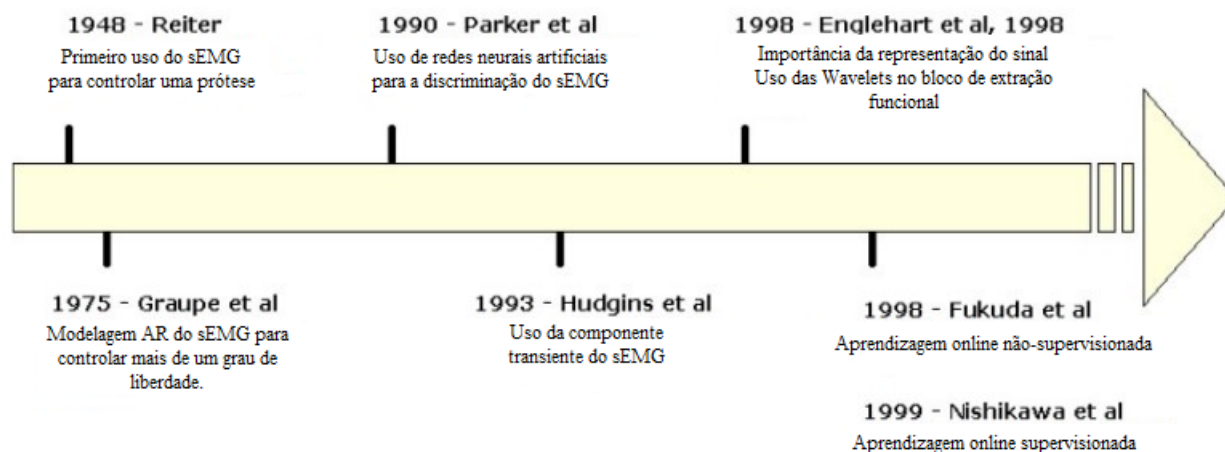 1948 - Reiter
Primeiro uso do sEMG
para controlar uma prótese
1990 - Parker et al
Uso de redes neurais artificiais
para a discriminação do sEMG
1998 - Englehart et al, 1998
Importância da representação do sinal
Uso das Wavelets no bloco de extração
funcional
1975 - Graupe et al
Modelagem AR do sEMG para
controlar mais de um grau de
liberdade.
1993 - Hudgins et al
Uso da componente
transiente do sEMG
1998 - Fukuda et al
Aprendizagem online não-supervisionada
1999 - Nishikawa et al
Aprendizagem online supervisionada